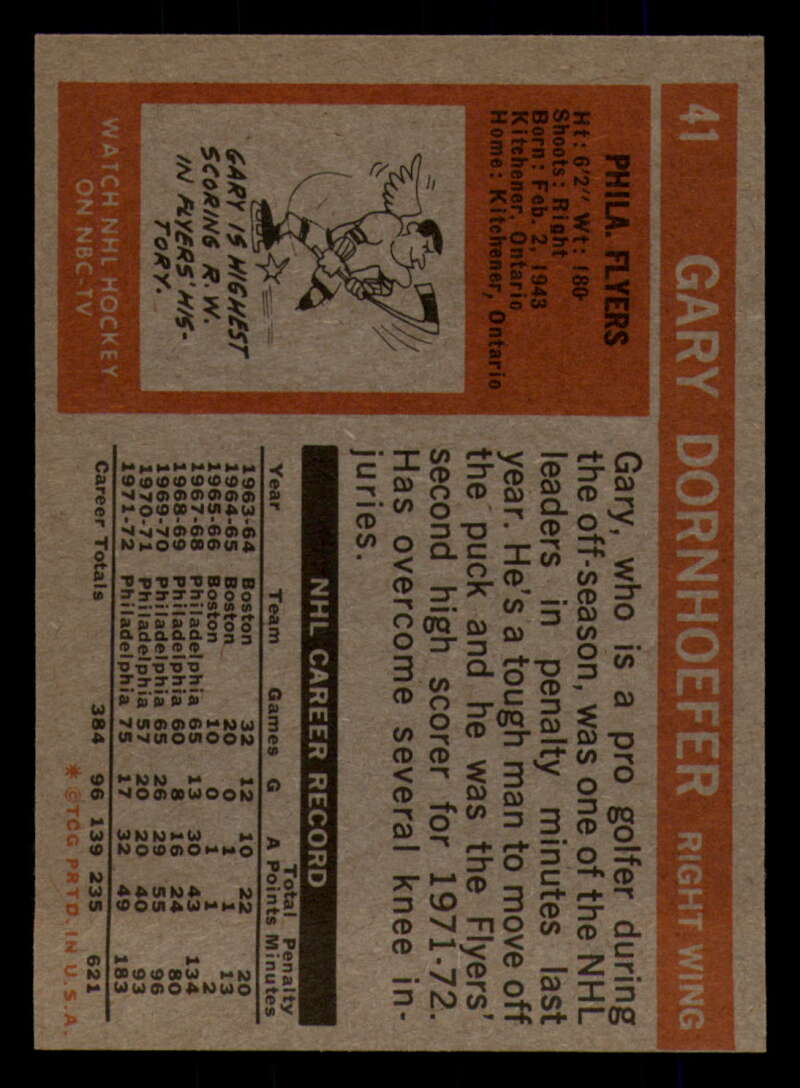 41 GARY DORNHOEFER RIGHT WING
PHILA. FLYERS
Ht: 6'2" Wt: 180
Shoots: Right
Born: Feb. 2, 1943
Kitchener, Ontario
Home: Kitchener, Ontario
GARY IS HIGHEST
SCORING R.W.
IN FLYERS' HIS-
TORY.
WATCH NHL HOCKEY
ON NBC-TV
Gary, who is a pro golfer during
the off-season, was one of the NHL
leaders in penalty minutes last
year. He's a tough man to move off
the puck and he was the Flyers'
second high scorer for 1971-72.
Has overcome several knee in-
juries.
NHL CAREER RECORD
Total Penalty
Year Team Games G A Points Minutes
1963-64 Boston 32 12 10 22 20
1964-65 Boston 20 0 1 1 13
1965-66 Boston 10 0 1 1 2
1967-68 Philadelphia 65 13 30 43 134
1968-69 Philadelphia 60 8 16 24 80
1969-70 Philadelphia 65 26 29 55 96
1970-71 Philadelphia 57 20 20 40 93
1971-72 Philadelphia 75 17 32 49 183
Career Totals 384 96 139 235 621
* © TCG PRTD. IN U.S.A.